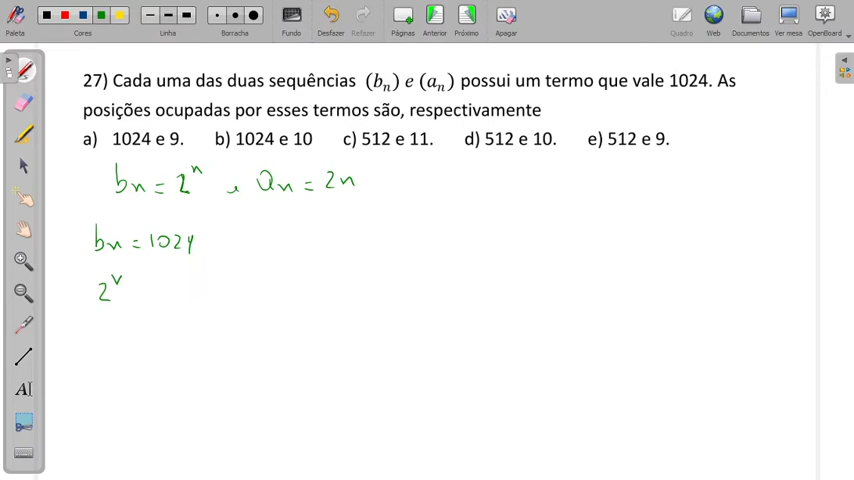 Paleta Cores Linha Borracha Fundo Desfazer Refazer Páginas Anterior Próximo Apagar Quadro Web Documentos Ver mesa OpenBoard
27) Cada uma das duas sequências (bₙ) e (aₙ) possui um termo que vale 1024. As
posições ocupadas por esses termos são, respectivamente
a) 1024 e 9. b) 1024 e 10 c) 512 e 11. d) 512 e 10. e) 512 e 9.
bₙ = 2ⁿ , aₙ = 2n
bₙ = 1024
2
AI